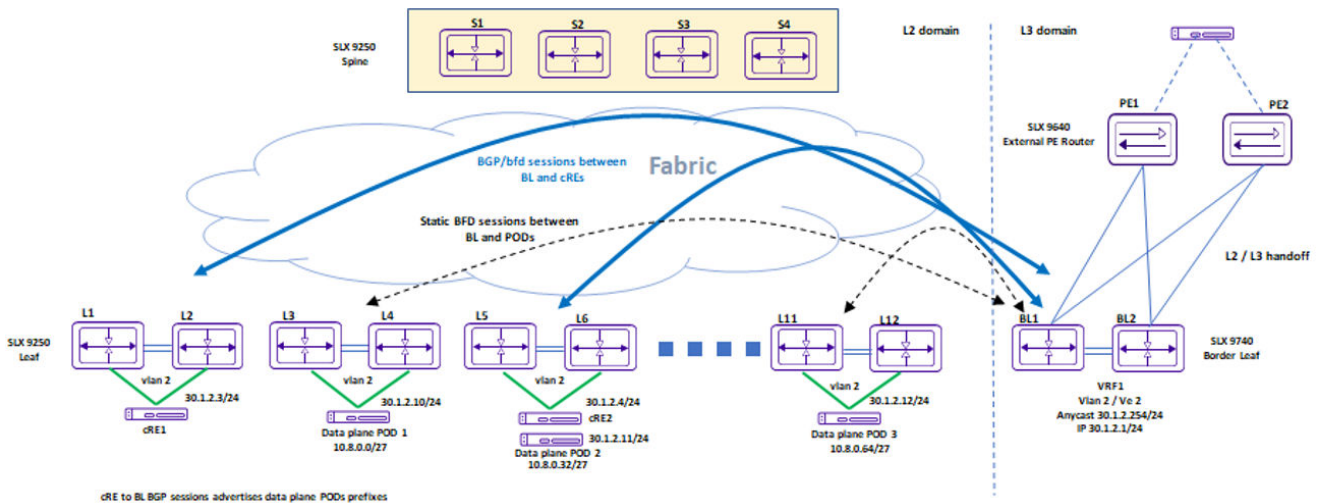 S1
S2
S3
S4
SLX 9250
Spine
L2 domain
L3 domain
PE1
PE2
SLX 9640
External PE Router
BGP/bfd sessions between
BL and cREs
Fabric
Static BFD sessions between
BL and PODs
L2 / L3 handoff
L1
L2
L3
L4
L5
L6
L11
L12
BL1
BL2
SLX 9250
Leaf
SLX 9740
Border Leaf
vlan 2
30.1.2.3/24
cRE1
vlan 2
30.1.2.10/24
Data plane POD 1
10.8.0.0/27
vlan 2
30.1.2.4/24
cRE2
30.1.2.11/24
Data plane POD 2
10.8.0.32/27
vlan 2
30.1.2.12/24
Data plane POD 3
10.8.0.64/27
VRF1
Vlan 2 / Ve 2
Anycast 30.1.2.254/24
IP 30.1.2.1/24
cRE to BL BGP sessions advertises data plane PODs prefixes